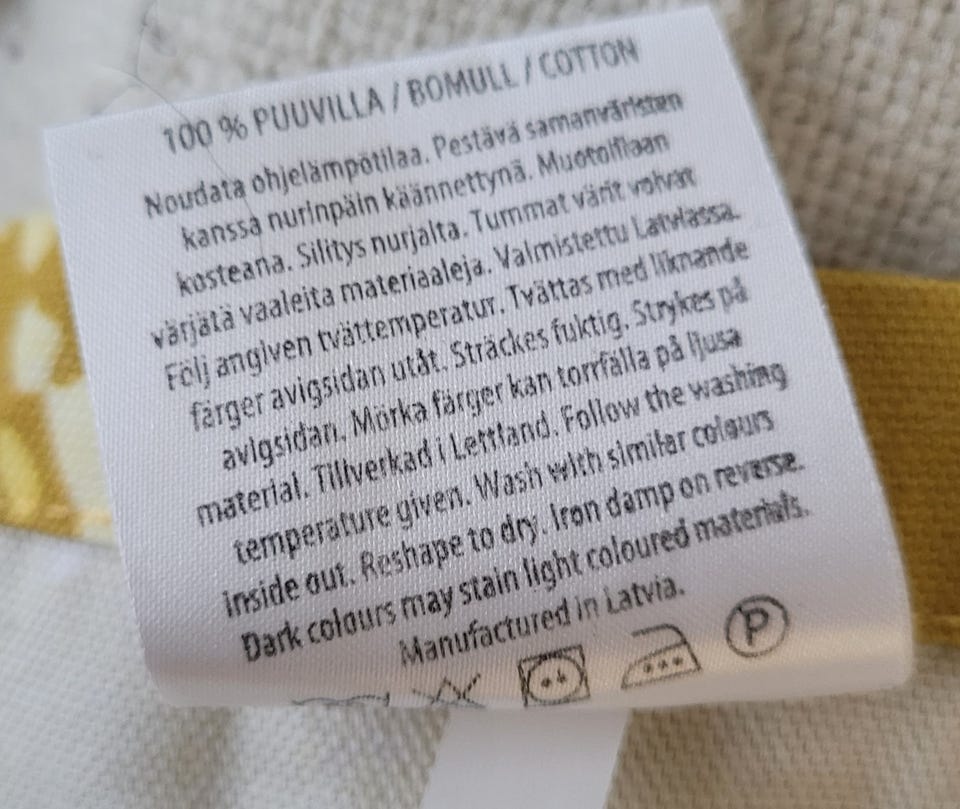 100 % PUUVILLA / BOMULL / COTTON
Noudata ohjelämpötilaa. Pestävä samanväristen
kanssa nurinpäin käännettynä. Muotoillaan
kosteana. Silitys nurjalta. Tummat värit voivat
värjätä vaaleita materiaaleja. Valmistettu Latviassa.
Följ angiven tvättemperatur. Tvättas med liknande
färger avigsidan utåt. Sträckes fuktig. Strykes på
avigsidan. Mörka färger kan torrfälla på ljusa
material. Tillverkad i Lettland. Follow the washing
temperature given. Wash with similar colours
inside out. Reshape to dry. Iron damp on reverse.
Dark colours may stain light coloured materials.
Manufactured in Latvia.
P